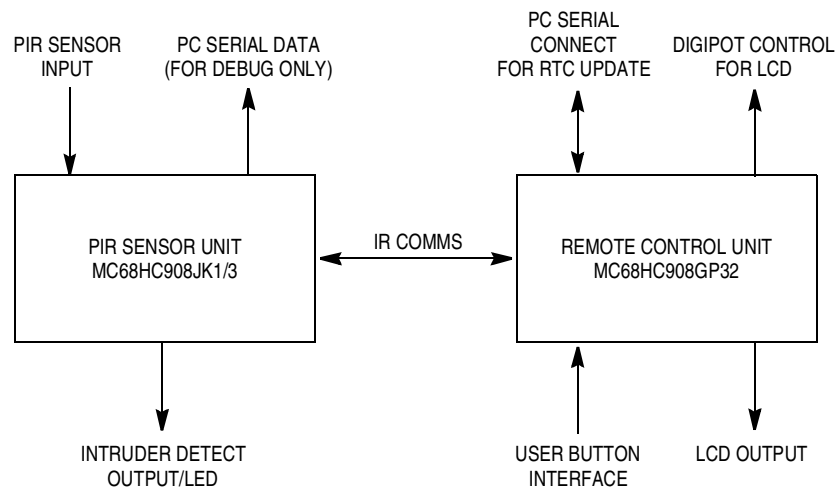 PIR SENSOR
INPUT
PC SERIAL DATA
(FOR DEBUG ONLY)
PC SERIAL
CONNECT
FOR RTC UPDATE
DIGIPOT CONTROL
FOR LCD
PIR SENSOR UNIT
MC68HC908JK1/3
IR COMMS
REMOTE CONTROL UNIT
MC68HC908GP32
INTRUDER DETECT
OUTPUT/LED
USER BUTTON
INTERFACE
LCD OUTPUT